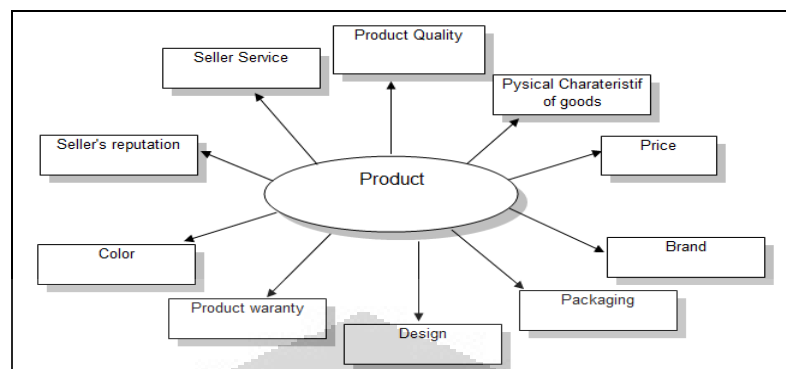 Product Quality
Seller Service
Pysical Charateristif
of goods
Seller's reputation
Price
Product
Color
Brand
Product waranty
Packaging
Design